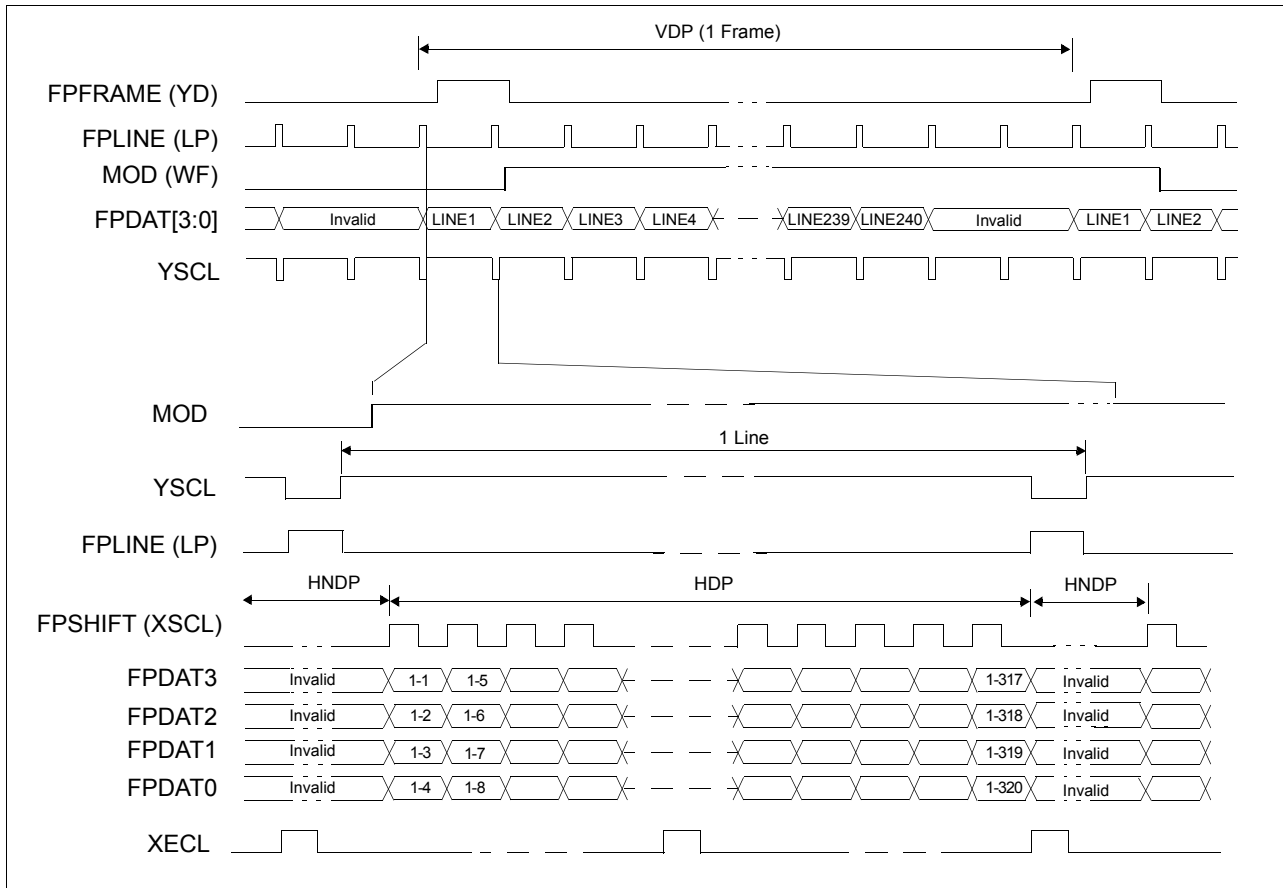 VDP (1 Frame)
FPFRAME (YD)
FPLINE (LP)
MOD (WF)
FPDAT[3:0] Invalid LINE1 LINE2 LINE3 LINE4 LINE239 LINE240 Invalid LINE1 LINE2
YSCL
MOD
1 Line
YSCL
FPLINE (LP)
HNDP HDP HNDP
FPSHIFT (XSCL)
FPDAT3 Invalid 1-1 1-5 1-317 Invalid
FPDAT2 Invalid 1-2 1-6 1-318 Invalid
FPDAT1 Invalid 1-3 1-7 1-319 Invalid
FPDAT0 Invalid 1-4 1-8 1-320 Invalid
XECL